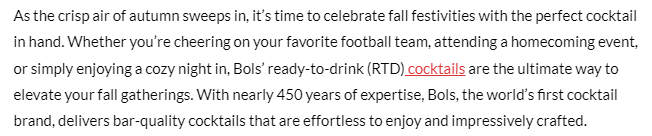 As the crisp air of autumn sweeps in, it's time to celebrate fall festivities with the perfect cocktail
in hand. Whether you're cheering on your favorite football team, attending a homecoming event,
or simply enjoying a cozy night in, Bols' ready-to-drink (RTD) cocktails are the ultimate way to
elevate your fall gatherings. With nearly 450 years of expertise, Bols, the world's first cocktail
brand, delivers bar-quality cocktails that are effortless to enjoy and impressively crafted.